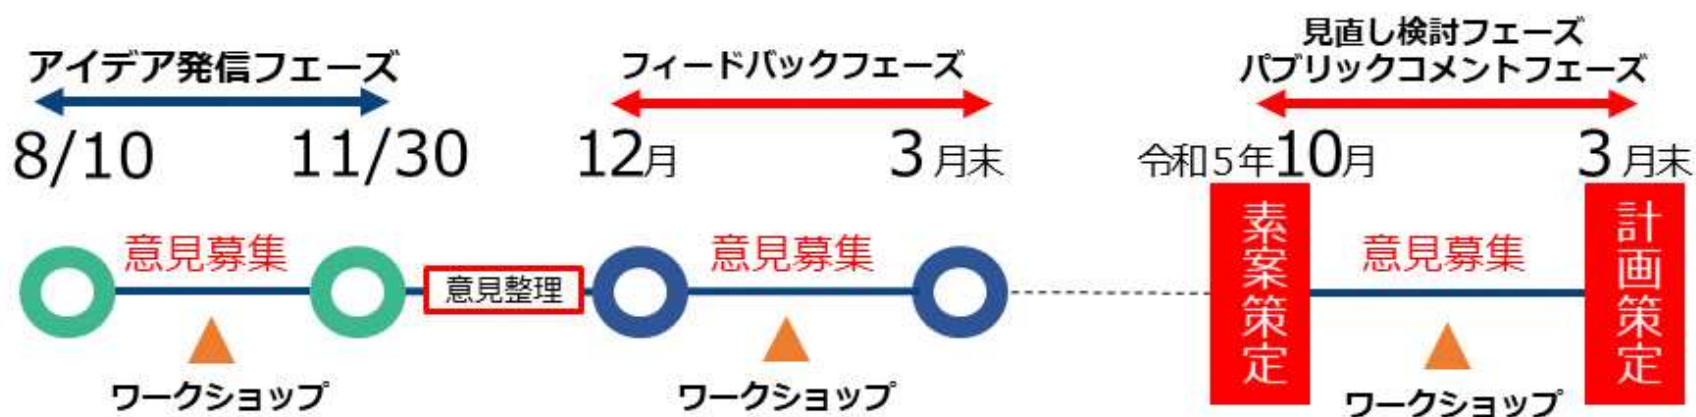 アイデア発信フェーズ
フィードバックフェーズ
見直し検討フェーズ
パブリックコメントフェーズ
8/10
11/30
12月
3月末
令和5年10月
3月末
意見募集
意見整理
意見募集
素案策定
意見募集
計画策定
ワークショップ
ワークショップ
ワークショップ